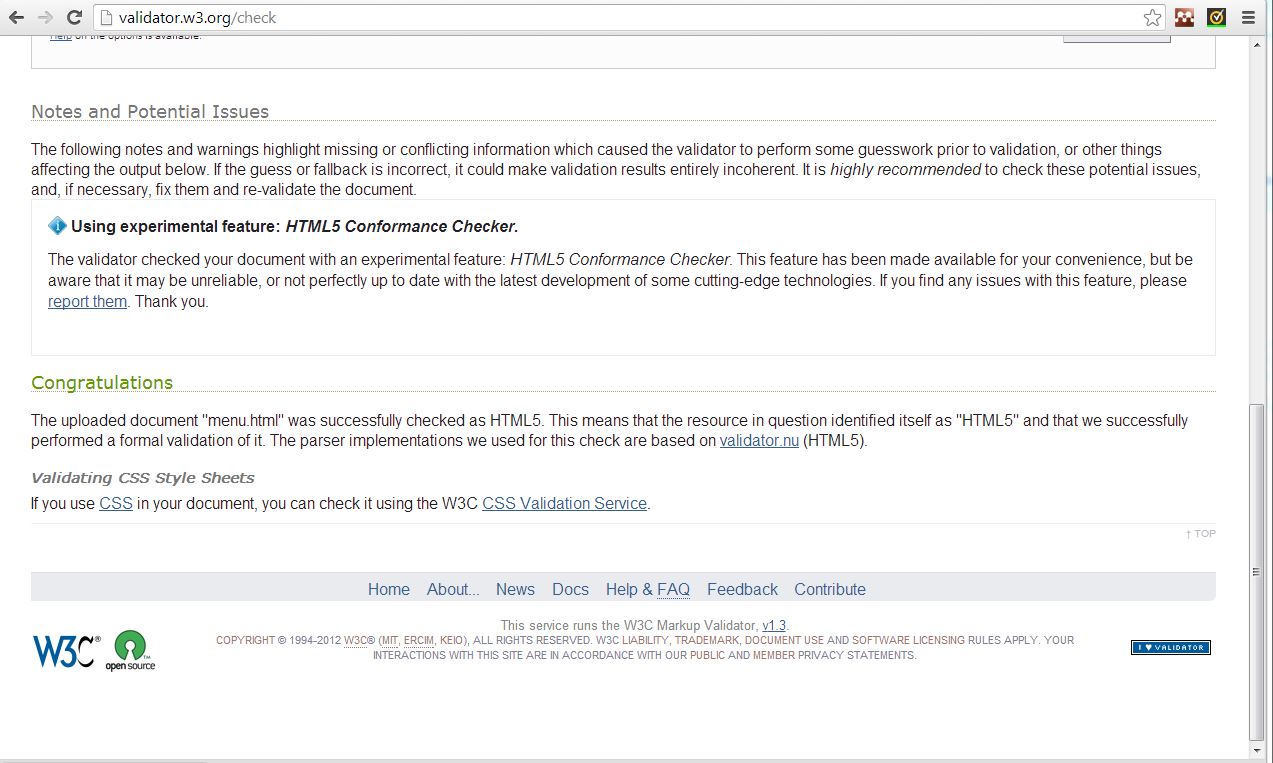 validator.w3.org/check
Help on the options is available.
Notes and Potential Issues
The following notes and warnings highlight missing or conflicting information which caused the validator to perform some guesswork prior to validation, or other things
affecting the output below. If the guess or fallback is incorrect, it could make validation results entirely incoherent. It is highly recommended to check these potential issues,
and, if necessary, fix them and re-validate the document.
Using experimental feature: HTML5 Conformance Checker.
The validator checked your document with an experimental feature: HTML5 Conformance Checker. This feature has been made available for your convenience, but be
aware that it may be unreliable, or not perfectly up to date with the latest development of some cutting-edge technologies. If you find any issues with this feature, please
report them. Thank you.
Congratulations
The uploaded document "menu.html" was successfully checked as HTML5. This means that the resource in question identified itself as "HTML5" and that we successfully
performed a formal validation of it. The parser implementations we used for this check are based on validator.nu (HTML5).
Validating CSS Style Sheets
If you use CSS in your document, you can check it using the W3C CSS Validation Service.
↑ TOP
Home About... News Docs Help & FAQ Feedback Contribute
This service runs the W3C Markup Validator, v1.3.
COPYRIGHT © 1994-2012 W3C® (MIT, ERCIM, KEIO), ALL RIGHTS RESERVED. W3C LIABILITY, TRADEMARK, DOCUMENT USE AND SOFTWARE LICENSING RULES APPLY. YOUR
INTERACTIONS WITH THIS SITE ARE IN ACCORDANCE WITH OUR PUBLIC AND MEMBER PRIVACY STATEMENTS.
W3C®
open source™
I ♥ VALIDATOR